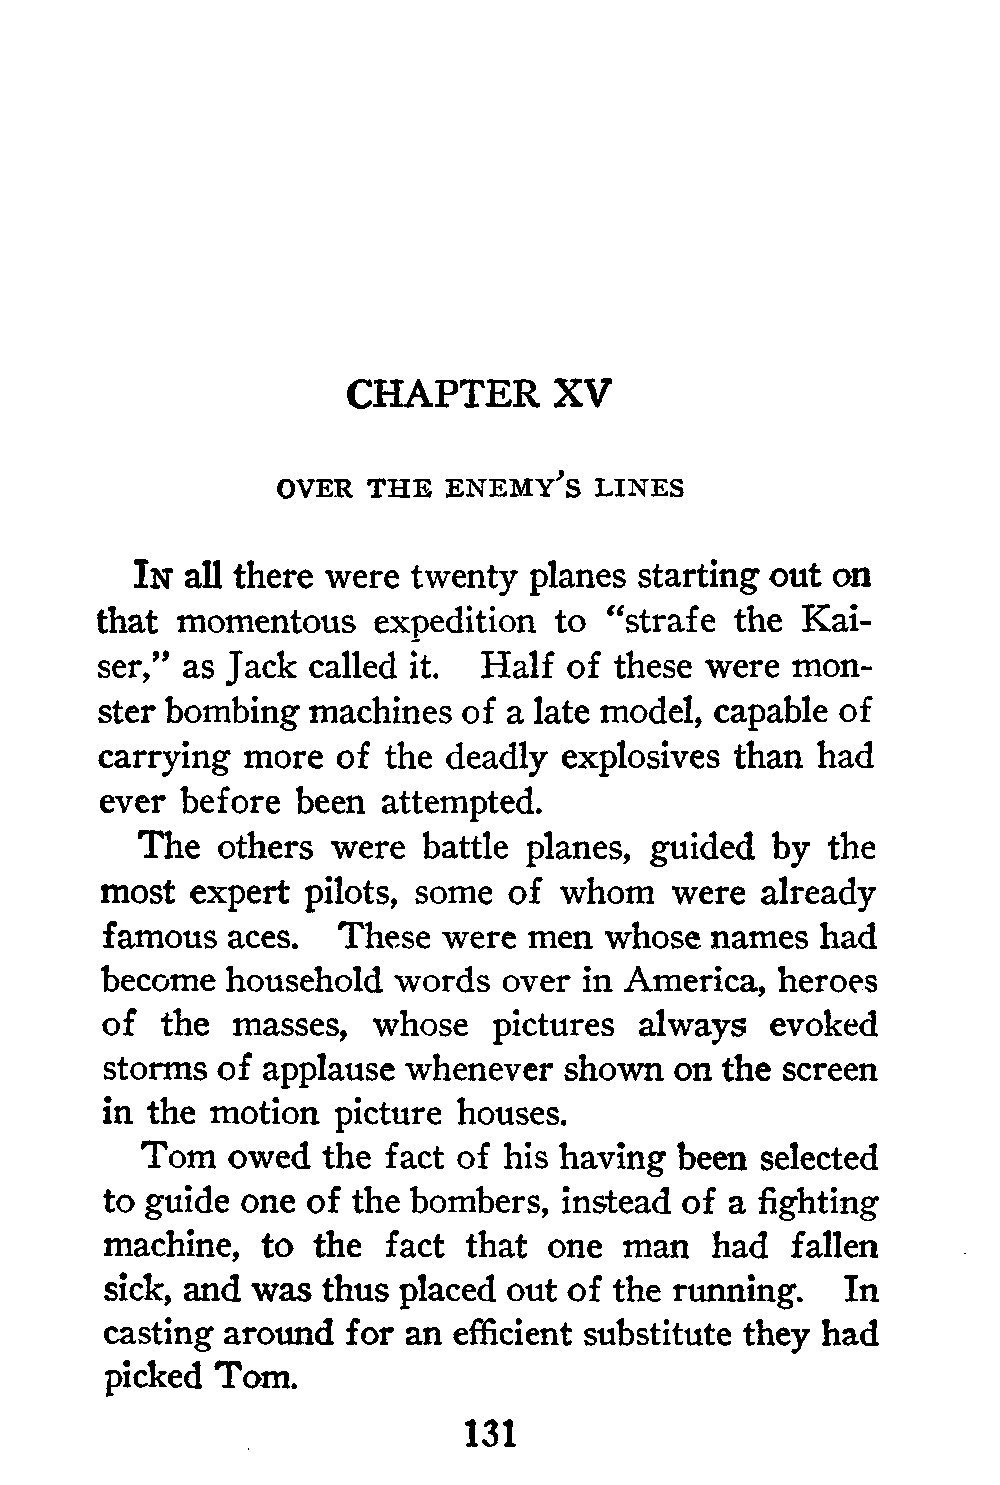 CHAPTER XV
OVER THE ENEMY'S LINES
In all there were twenty planes starting out on
that momentous expedition to "strafe the Kai-
ser," as Jack called it. Half of these were mon-
ster bombing machines of a late model, capable of
carrying more of the deadly explosives than had
ever before been attempted.
The others were battle planes, guided by the
most expert pilots, some of whom were already
famous aces. These were men whose names had
become household words over in America, heroes
of the masses, whose pictures always evoked
storms of applause whenever shown on the screen
in the motion picture houses.
Tom owed the fact of his having been selected
to guide one of the bombers, instead of a fighting
machine, to the fact that one man had fallen
sick, and was thus placed out of the running. In
casting around for an efficient substitute they had
picked Tom.
131